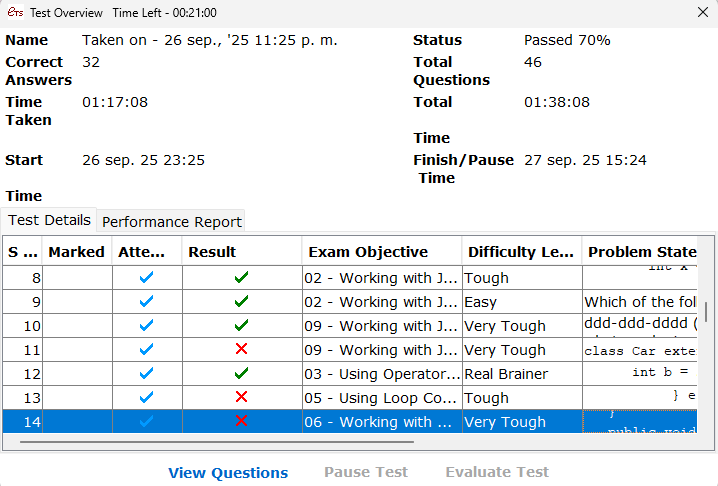 eTS Test Overview Time Left - 00:21:00
Name Taken on - 26 sep., '25 11:25 p. m. Status Passed 70%
Correct Answers 32 Total Questions 46
Time Taken 01:17:08 Total Time 01:38:08
Start Time 26 sep. 25 23:25 Finish/Pause Time 27 sep. 25 15:24
Test Details Performance Report
S ... Marked Atte... Result Exam Objective Difficulty Le... Problem State
8 02 - Working with J... Tough int x
9 02 - Working with J... Easy Which of the fol
10 09 - Working with J... Very Tough ddd-ddd-dddd (
11 09 - Working with J... Very Tough class Car exter
12 03 - Using Operator... Real Brainer int b =
13 05 - Using Loop Co... Tough } e
14 06 - Working with ... Very Tough } public void
View Questions Pause Test Evaluate Test